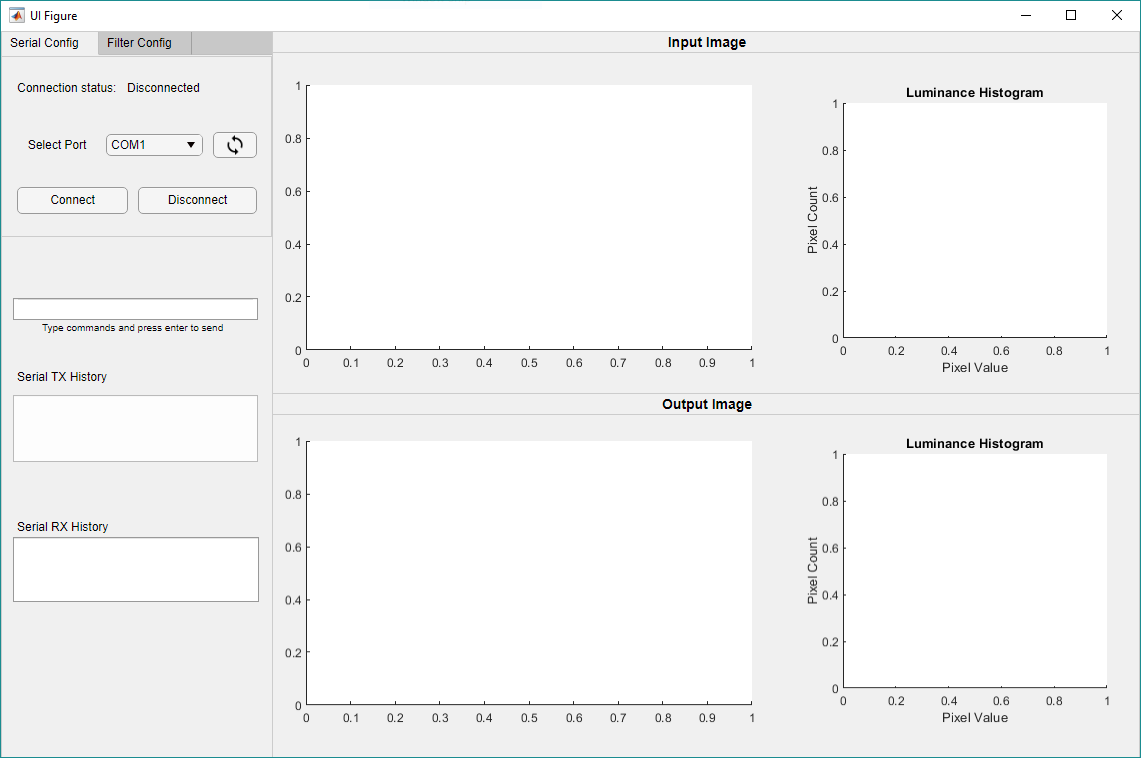 UI Figure
Serial Config
Filter Config
Connection status: Disconnected
Select Port
COM1
Connect
Disconnect
Type commands and press enter to send
Serial TX History
Serial RX History
Input Image
1
0.8
0.6
0.4
0.2
0
0 0.1 0.2 0.3 0.4 0.5 0.6 0.7 0.8 0.9 1
Luminance Histogram
Pixel Count
1
0.8
0.6
0.4
0.2
0
0 0.2 0.4 0.6 0.8 1
Pixel Value
Output Image
1
0.8
0.6
0.4
0.2
0
0 0.1 0.2 0.3 0.4 0.5 0.6 0.7 0.8 0.9 1
Luminance Histogram
Pixel Count
1
0.8
0.6
0.4
0.2
0
0 0.2 0.4 0.6 0.8 1
Pixel Value